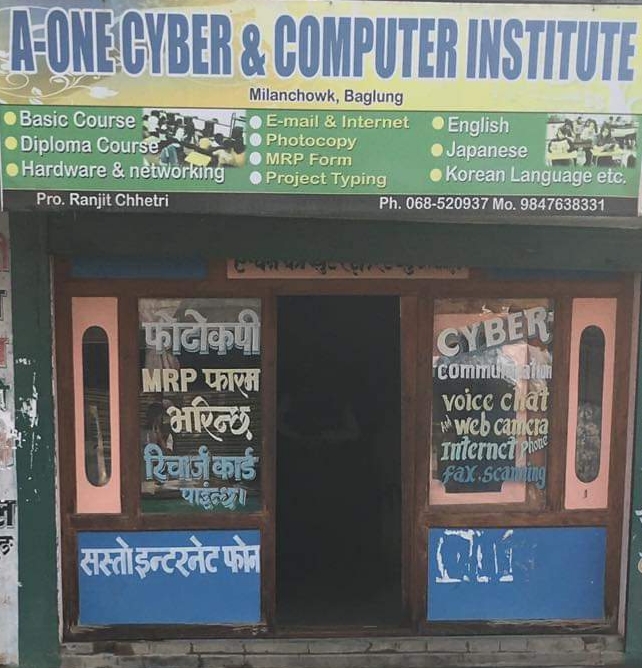 A-ONE CYBER & COMPUTER INSTITUTE
Milanchowk, Baglung
Basic Course
Diploma Course
Hardware & networking
E-mail & Internet
Photocopy
MRP Form
Project Typing
English
Japanese
Korean Language etc.
Pro. Ranjit Chhetri
Ph. 068-520937 Mo. 9847638331
फोटोकपी
MRP फारम
भरिन्छ
रिचार्ज कार्ड
पाइन्छ।
सस्तो इन्टरनेट फोन
CYBER
Communication
voice chat
And web camera
Internet Phone
fax, scanning